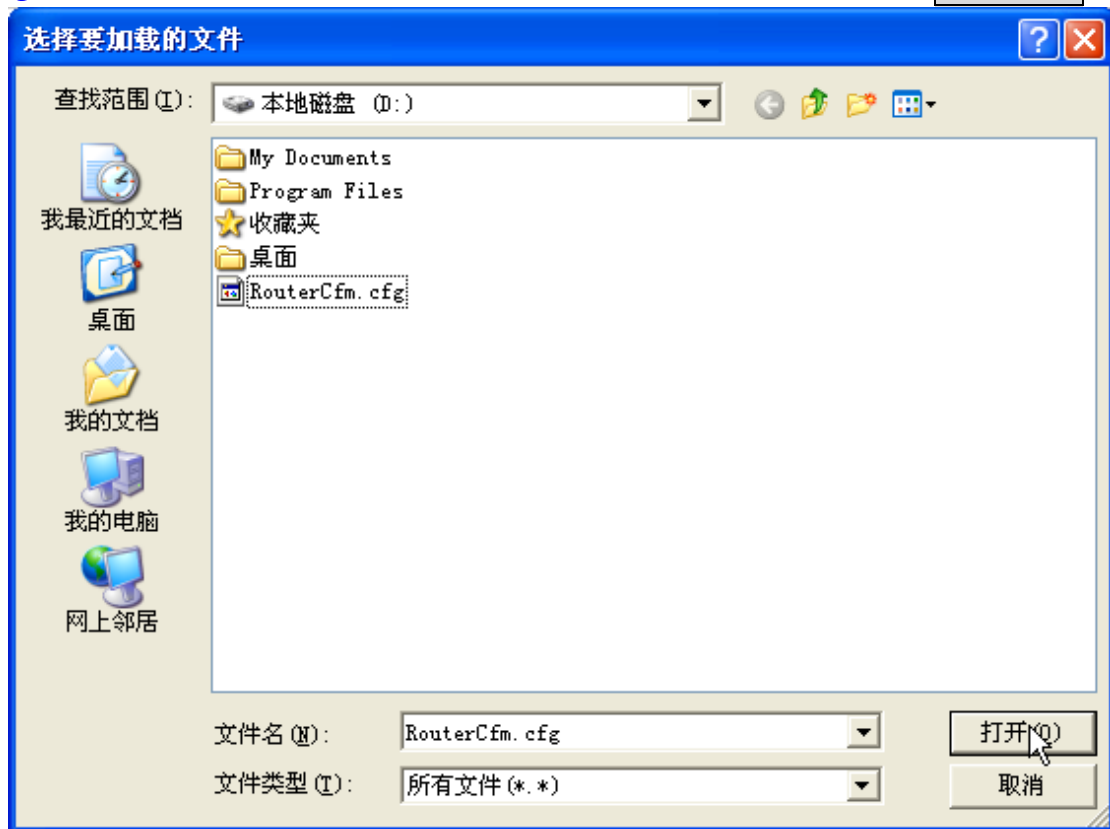 选择要加载的文件
查找范围(I):
本地磁盘 (D:)
My Documents
Program Files
收藏夹
桌面
RouterCfm.cfg
我最近的文档
桌面
我的文档
我的电脑
网上邻居
文件名(N):
RouterCfm.cfg
打开(O)
文件类型(T):
所有文件(*.*)
取消